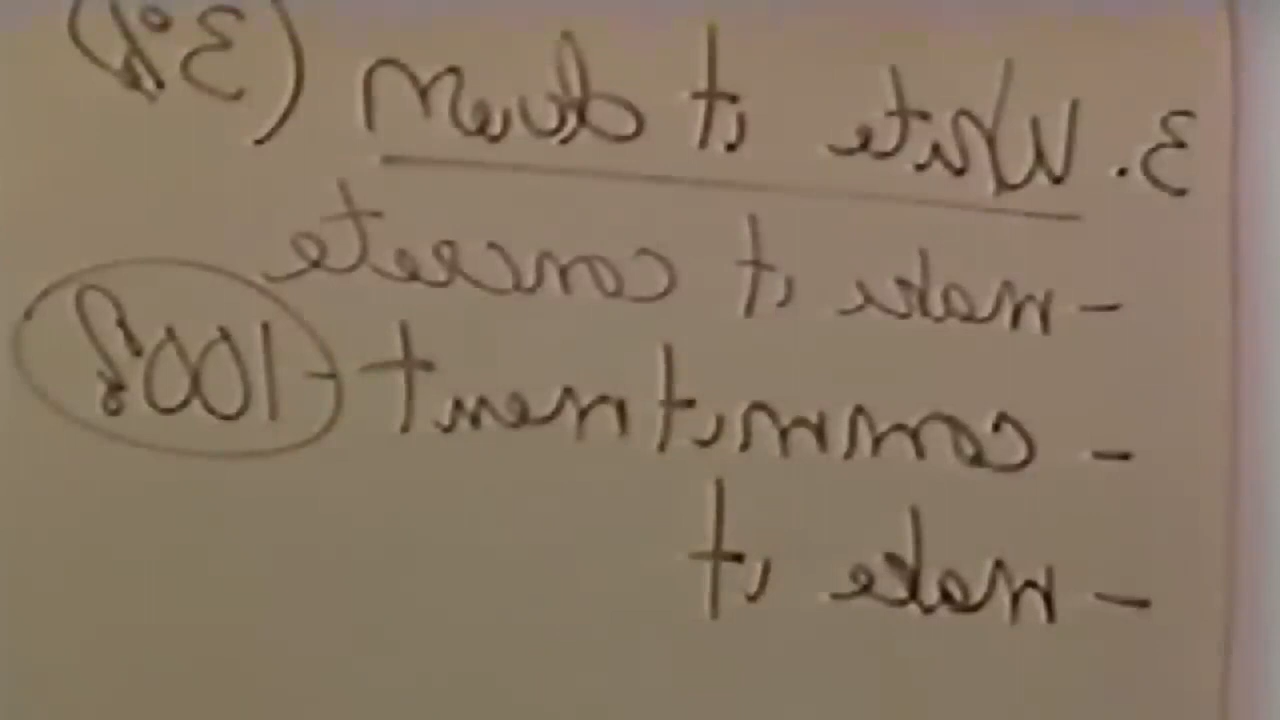 3. Write it down (3%)
- make it concrete
- commitment - 100%
- make it